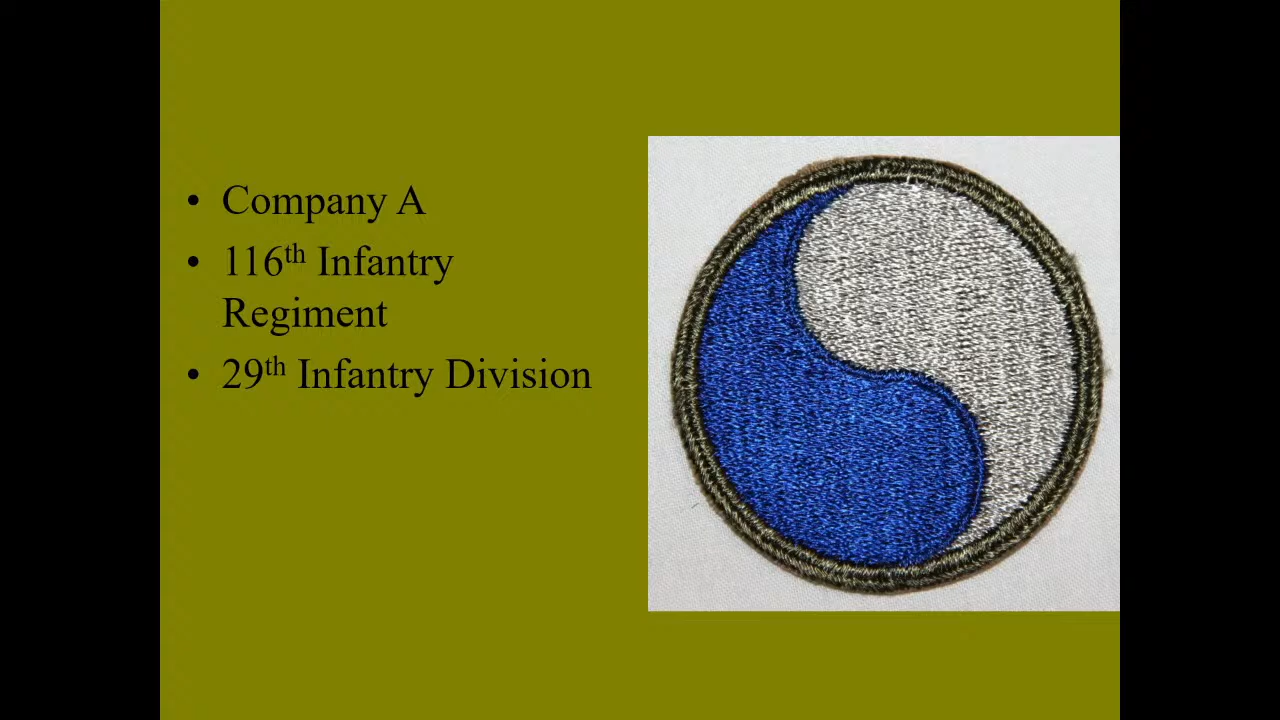 • Company A
• 116th Infantry
Regiment
• 29th Infantry Division